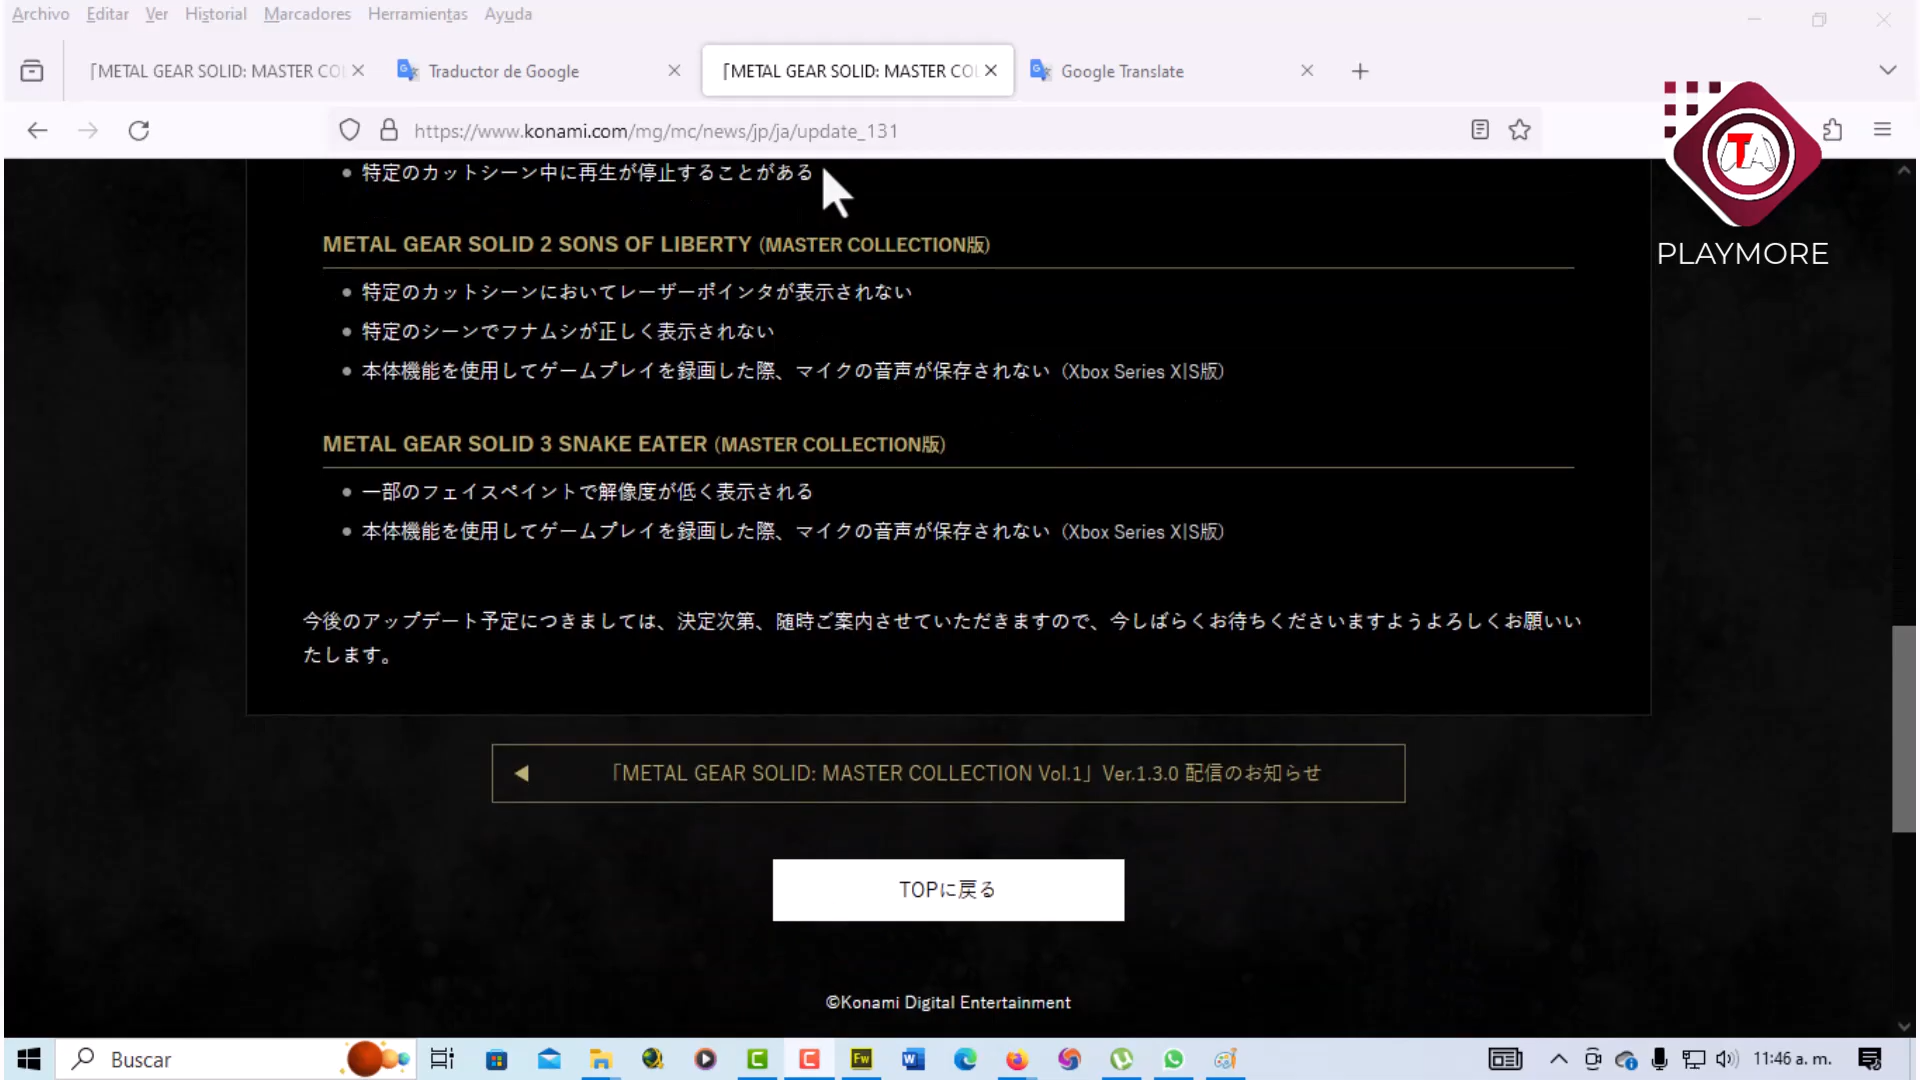 Archivo Editar Ver Historial Marcadores Herramientas Ayuda
「METAL GEAR SOLID: MASTER CO
Traductor de Google
「METAL GEAR SOLID: MASTER COL
Google Translate
https://www.konami.com/mg/mc/news/jp/ja/update_131
TA
PLAYMORE
特定のカットシーン中に再生が停止することがある
METAL GEAR SOLID 2 SONS OF LIBERTY (MASTER COLLECTION版)
特定のカットシーンにおいてレーザーポインタが表示されない
特定のシーンでフナムシが正しく表示されない
本体機能を使用してゲームプレイを録画した際、マイクの音声が保存されない（Xbox Series X|S版）
METAL GEAR SOLID 3 SNAKE EATER (MASTER COLLECTION版)
一部のフェイスペイントで解像度が低く表示される
本体機能を使用してゲームプレイを録画した際、マイクの音声が保存されない（Xbox Series X|S版）
今後のアップデート予定につきましては、決定次第、随時ご案内させていただきますので、今しばらくお待ちくださいますようよろしくお願いい
たします。
「METAL GEAR SOLID: MASTER COLLECTION Vol.1」Ver.1.3.0 配信のお知らせ
TOPに戻る
©Konami Digital Entertainment
Buscar
Fw
W
11:46 a. m.